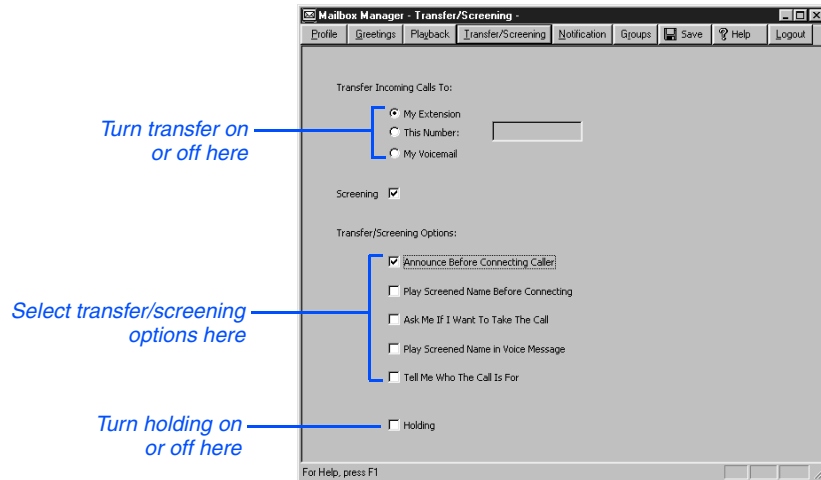 Mailbox Manager - Transfer/Screening -
Profile Greetings Playback Transfer/Screening Notification Groups Save Help Logout
Transfer Incoming Calls To:
My Extension
This Number:
My Voicemail
Turn transfer on
or off here
Screening
Transfer/Screening Options:
Announce Before Connecting Caller
Play Screened Name Before Connecting
Ask Me If I Want To Take The Call
Play Screened Name in Voice Message
Tell Me Who The Call Is For
Select transfer/screening
options here
Holding
Turn holding on
or off here
For Help, press F1